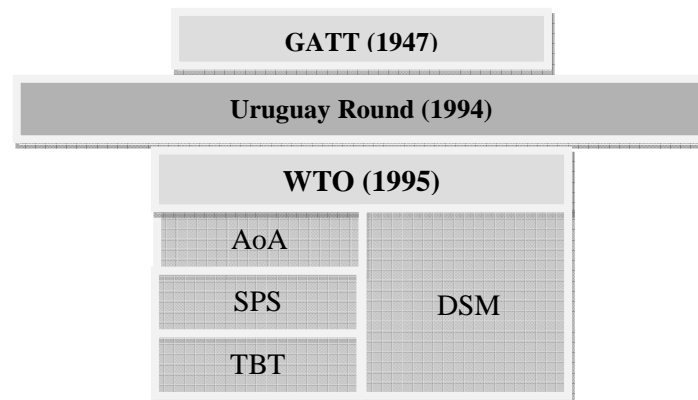 GATT (1947)
Uruguay Round (1994)
WTO (1995)
AoA
SPS
DSM
TBT